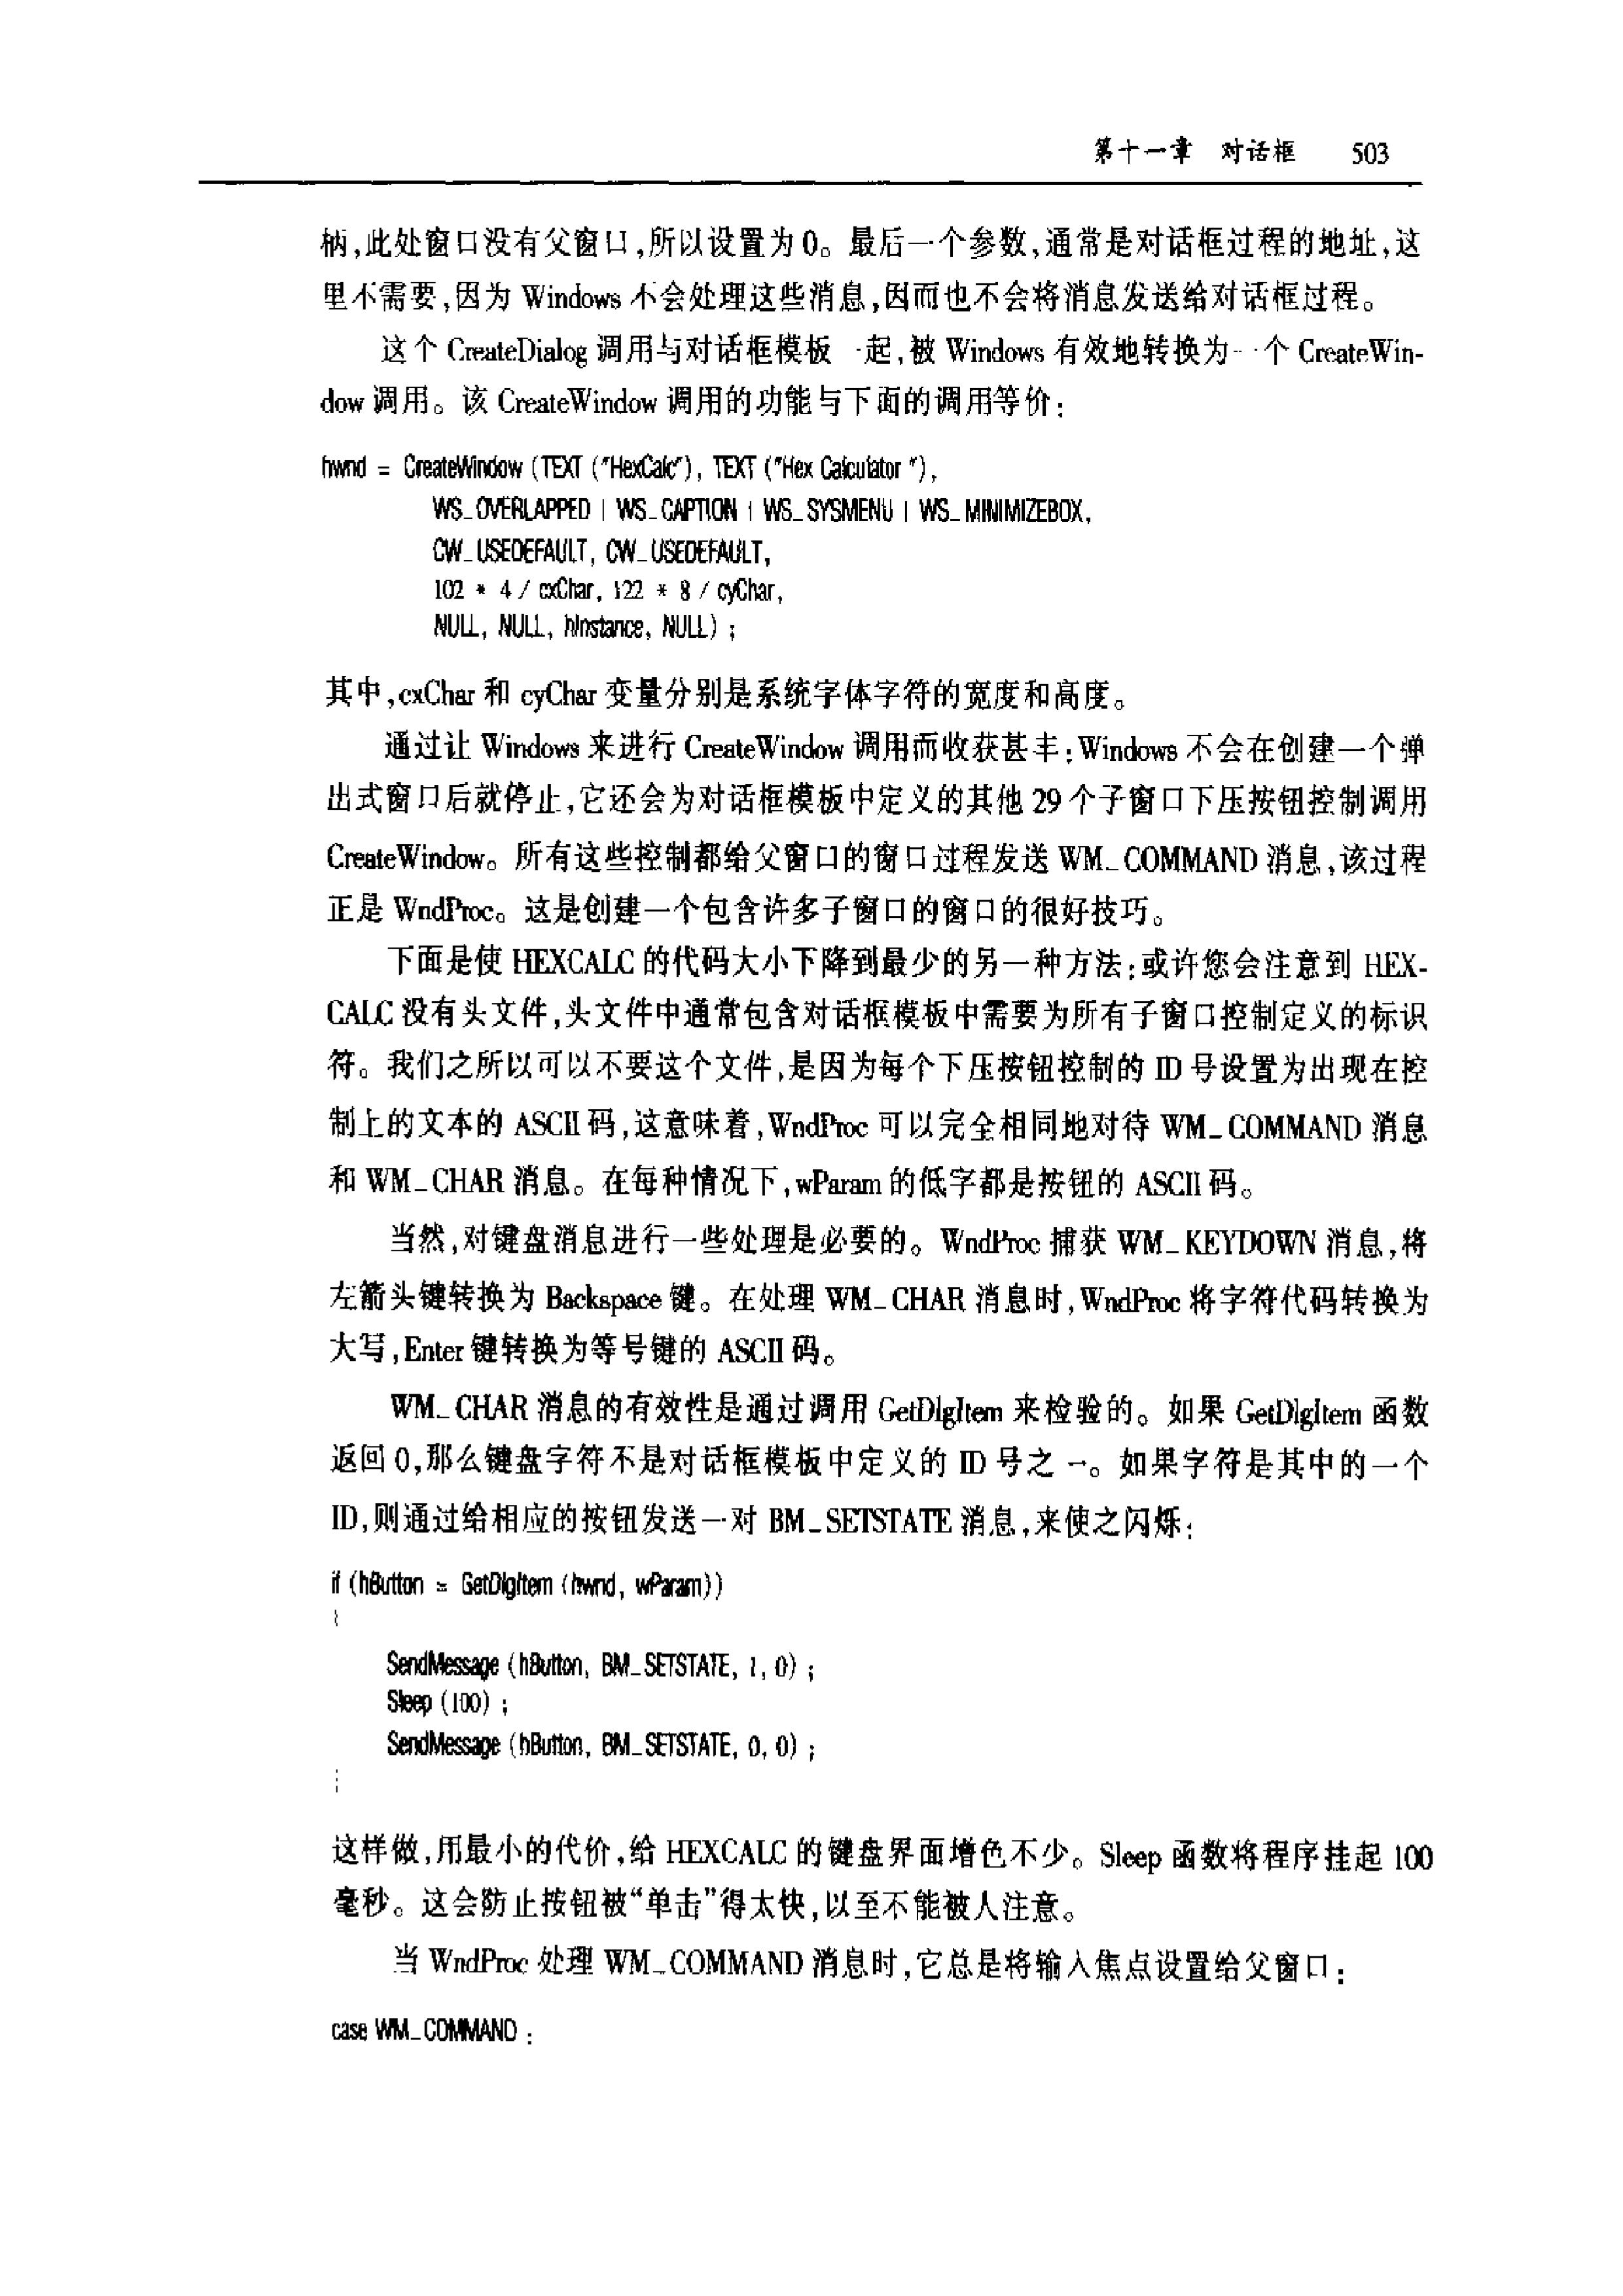 第十一章 对话框 503
柄,此处窗口没有父窗口,所以设置为0。最后一个参数,通常是对话框过程的地址,这
里不需要,因为 Windows 不会处理这些消息,因而也不会将消息发送给对话框过程。
这个 CreateDialog 调用与对话框模板一起,被 Windows 有效地转换为一个 CreateWin-
dow 调用。该 CreateWindow 调用的功能与下面的调用等价:
hwnd = CreateWindow (TEXT ("HexCalc"), TEXT ("Hex Calculator "),
WS_OVERLAPPED | WS_CAPTION | WS_SYSMENU | WS_MINIMIZEBOX,
CW_USEDEFAULT, CW_USEDEFAULT,
102 * 4 / cxChar, 122 * 8 / cyChar,
NULL, NULL, hInstance, NULL) ;
其中,cxChar 和 cyChar 变量分别是系统字体字符的宽度和高度。
通过让 Windows 来进行 CreateWindow 调用而收获甚丰:Windows 不会在创建一个弹
出式窗口后就停止,它还会为对话框模板中定义的其他 29 个子窗口下压按钮控制调用
CreateWindow。所有这些控制都给父窗口的窗口过程发送 WM_COMMAND 消息,该过程
正是 WndProc。这是创建一个包含许多子窗口的窗口的很好技巧。
下面是使 HEXCALC 的代码大小下降到最少的另一种方法:或许您会注意到 HEX-
CALC 没有头文件,头文件中通常包含对话框模板中需要为所有子窗口控制定义的标识
符。我们之所以可以不要这个文件,是因为每个下压按钮控制的 ID 号设置为出现在控
制上的文本的 ASCII 码,这意味着,WndProc 可以完全相同地对待 WM_COMMAND 消息
和 WM_CHAR 消息。在每种情况下,wParam 的低字都是按钮的 ASCII 码。
当然,对键盘消息进行一些处理是必要的。WndProc 捕获 WM_KEYDOWN 消息,将
左箭头键转换为 Backspace 键。在处理 WM_CHAR 消息时,WndProc 将字符代码转换为
大写,Enter 键转换为等号键的 ASCII 码。
WM_CHAR 消息的有效性是通过调用 GetDlgItem 来检验的。如果 GetDlgItem 函数
返回 0,那么键盘字符不是对话框模板中定义的 ID 号之一。如果字符是其中的一个
ID,则通过给相应的按钮发送一对 BM_SETSTATE 消息,来使之闪烁:
if (hButton = GetDlgItem (hwnd, wParam))
{
SendMessage (hButton, BM_SETSTATE, 1, 0) ;
Sleep (100) ;
SendMessage (hButton, BM_SETSTATE, 0, 0) ;
}
这样做,用最小的代价,给 HEXCALC 的键盘界面增色不少。Sleep 函数将程序挂起 100
毫秒。这会防止按钮被“单击”得太快,以至不能被人注意。
当 WndProc 处理 WM_COMMAND 消息时,它总是将输入焦点设置给父窗口:
case WM_COMMAND :